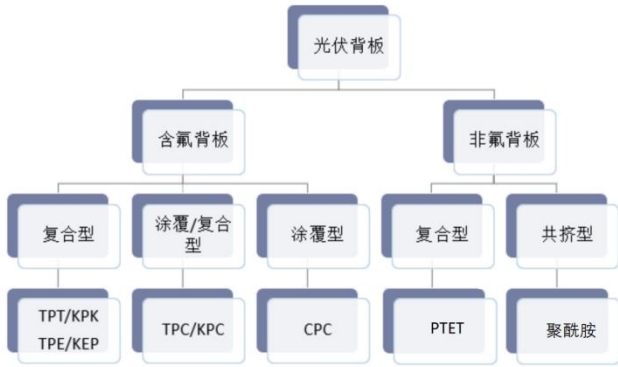 光伏背板
含氟背板
非氟背板
复合型
涂覆/复合
型
涂覆型
复合型
共挤型
TPT/KPK
TPE/KEP
TPC/KPC
CPC
PTET
聚酰胺